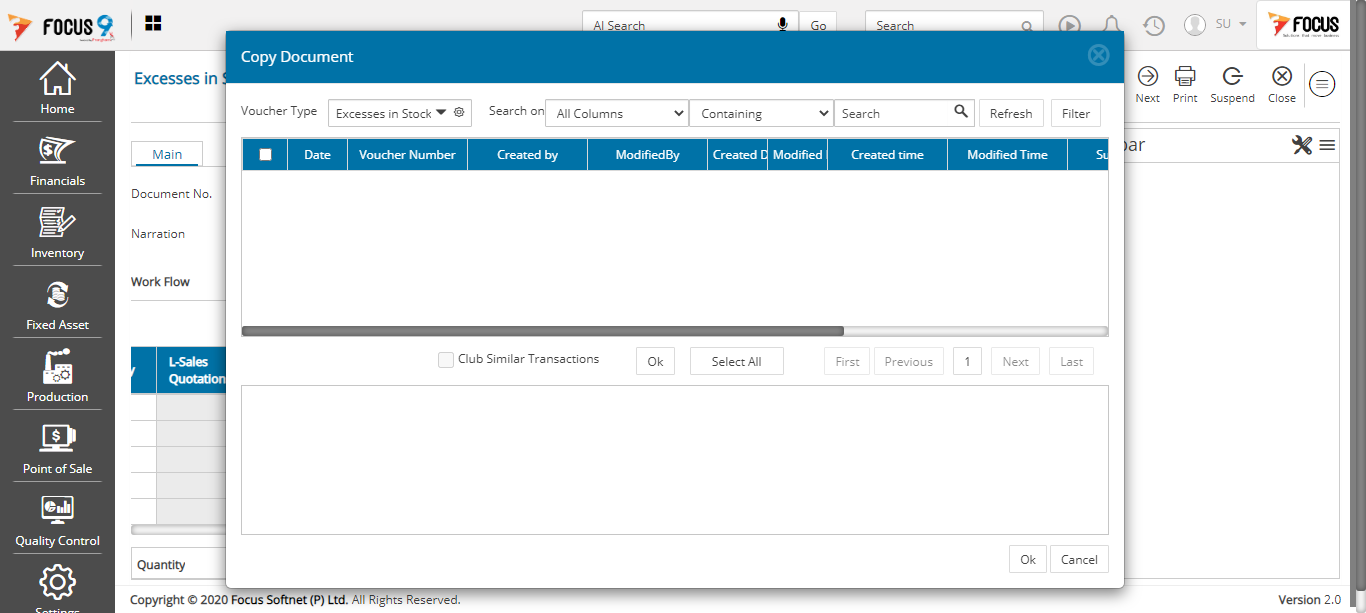 FOCUS 9
AI Search
Go
Search
SU
FOCUS
Home
Financials
Inventory
Fixed Asset
Production
Point of Sale
Quality Control
Settings
Excesses in S
Next
Print
Suspend
Close
Main
Document No.
Narration
Work Flow
L-Sales
Quotation
Quantity
bar
Copy Document
Voucher Type
Excesses in Stock
Search on
All Columns
Containing
Search
Refresh
Filter
Date
Voucher Number
Created by
ModifiedBy
Created D
Modified
Created time
Modified Time
Su
Club Similar Transactions
Ok
Select All
First
Previous
1
Next
Last
Ok
Cancel
Copyright © 2020 Focus Softnet (P) Ltd. All Rights Reserved.
Version 2.0